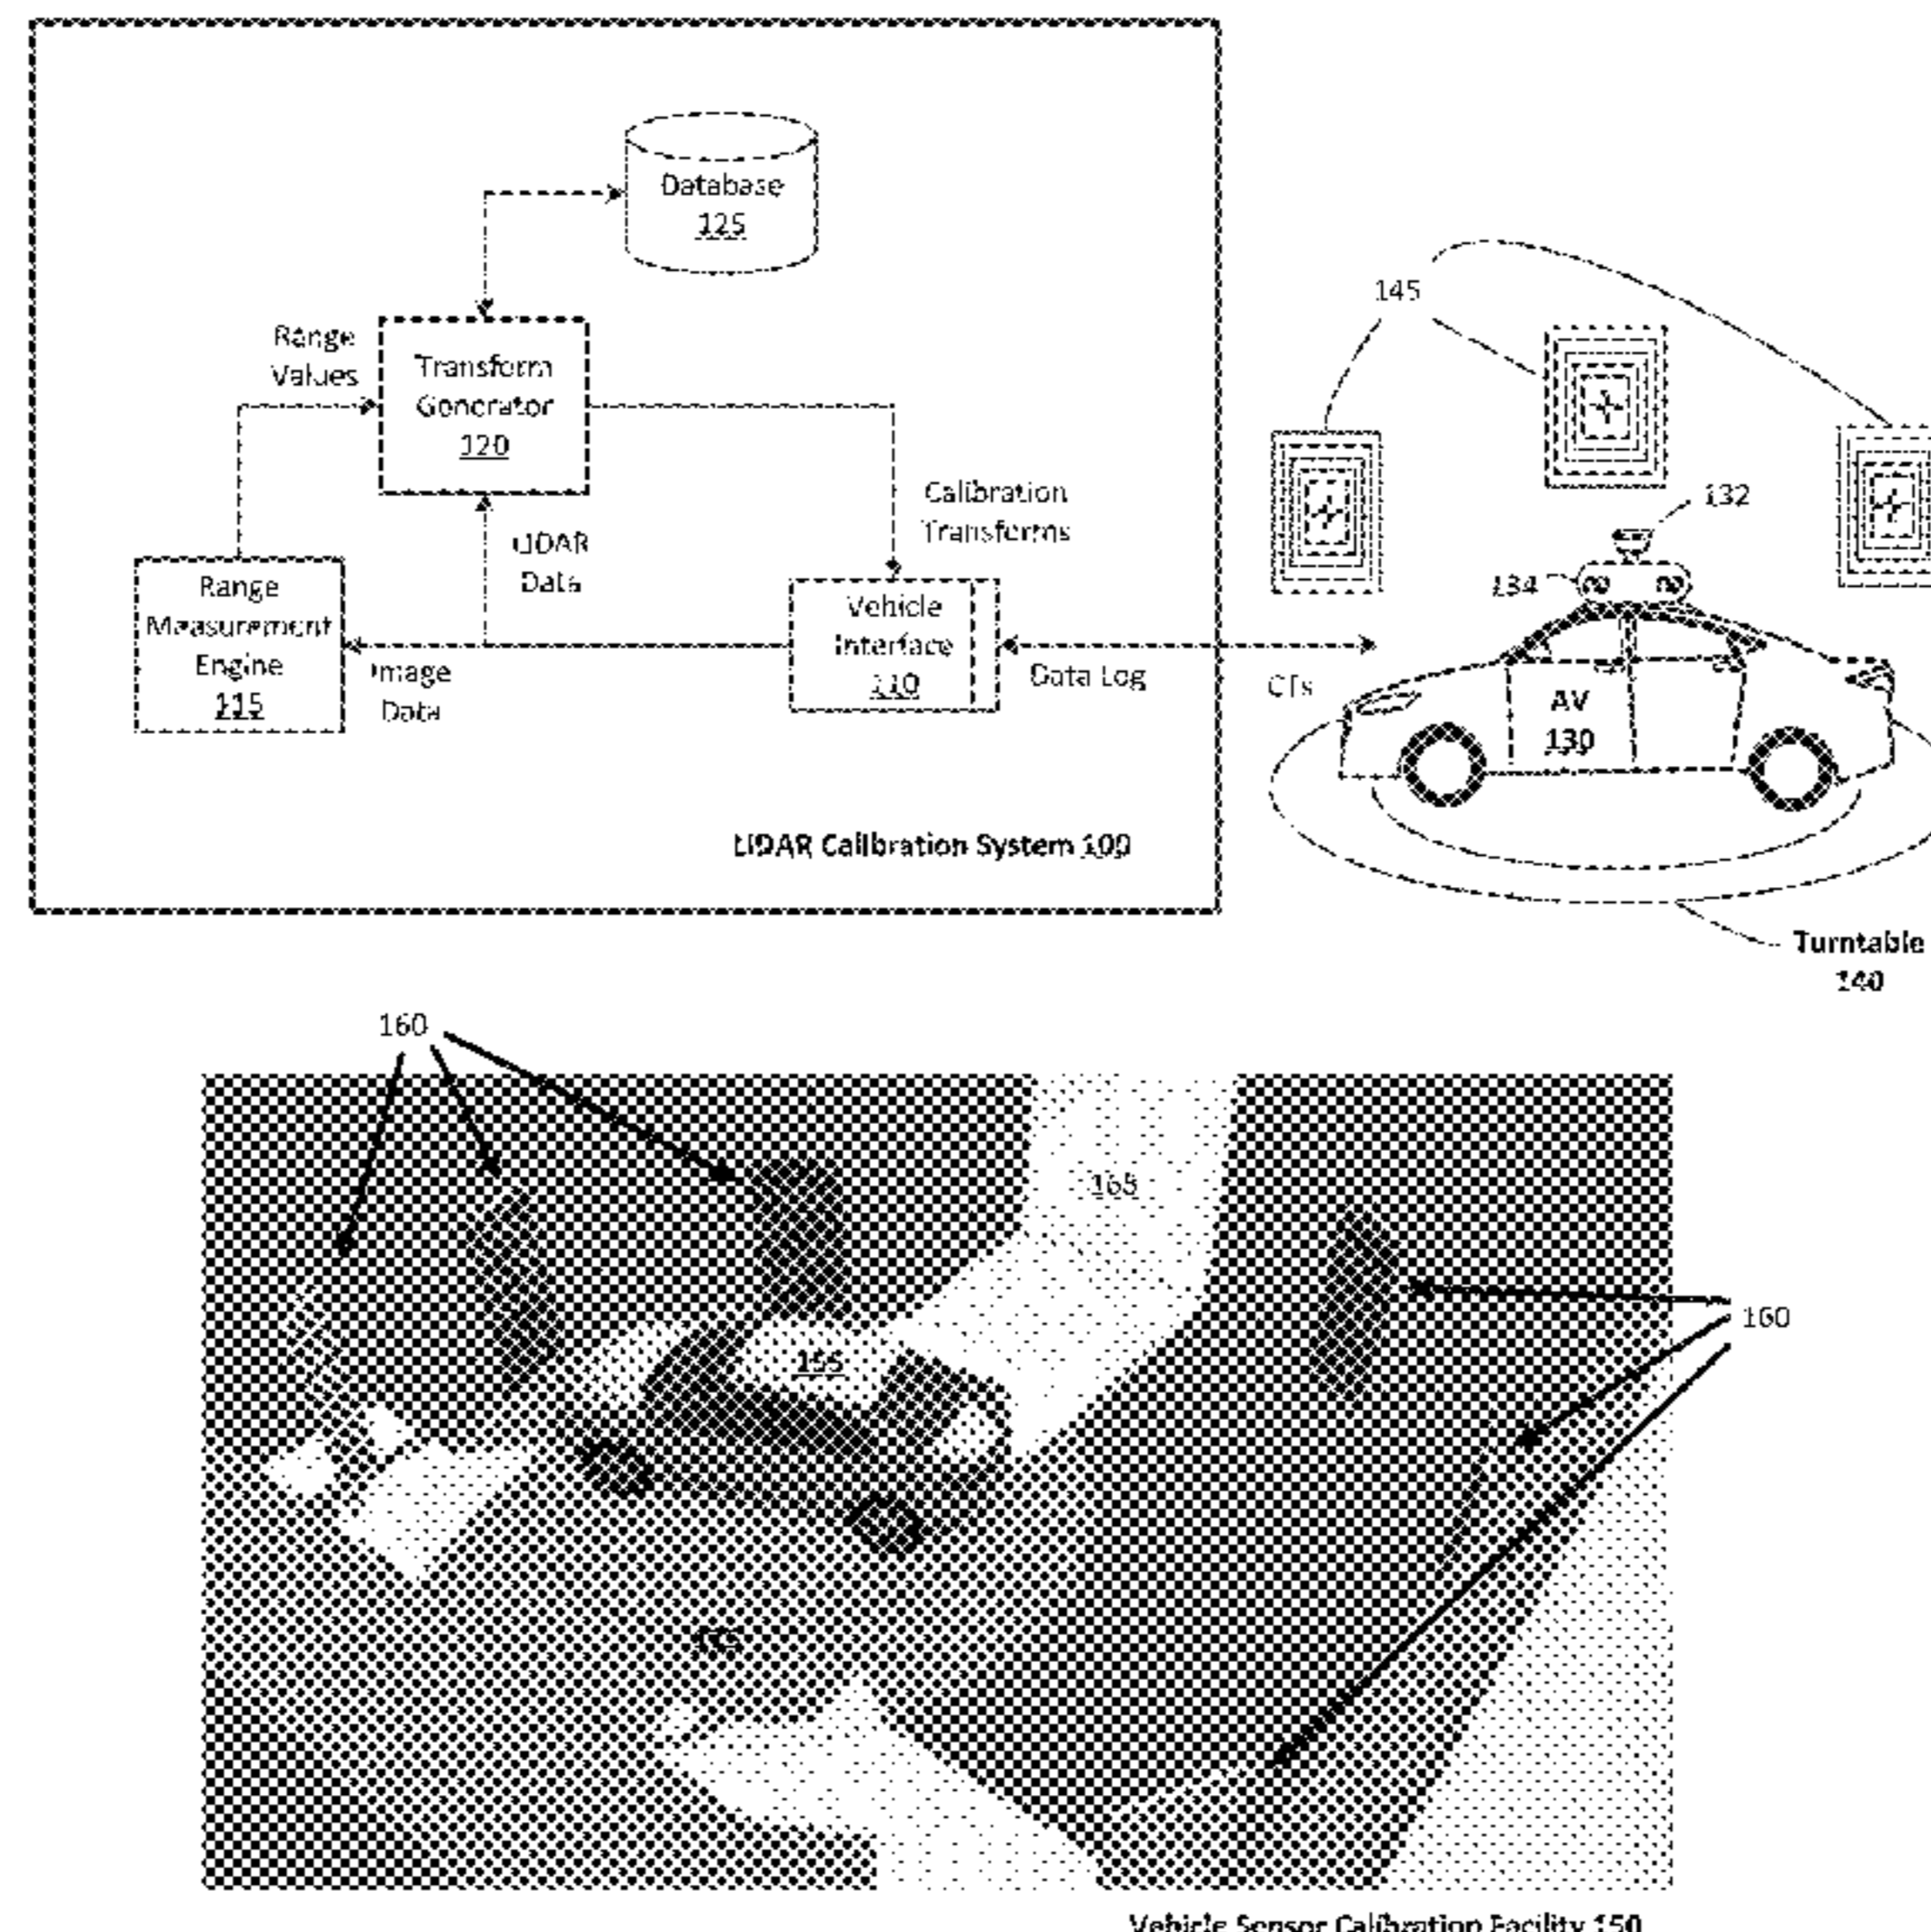 Database
125
145
Range
Values
Transform
Generator
120
132
Calibration
Transforms
LIDAR
Data
134
Range
Measurement
Engine
115
Vehicle
Interface
110
Image
Data
Data Log
CTs
AV
130
LIDAR Calibration System 100
Turntable
140
160
165
160
155
Vehicle Sensor Calibration Facility 150